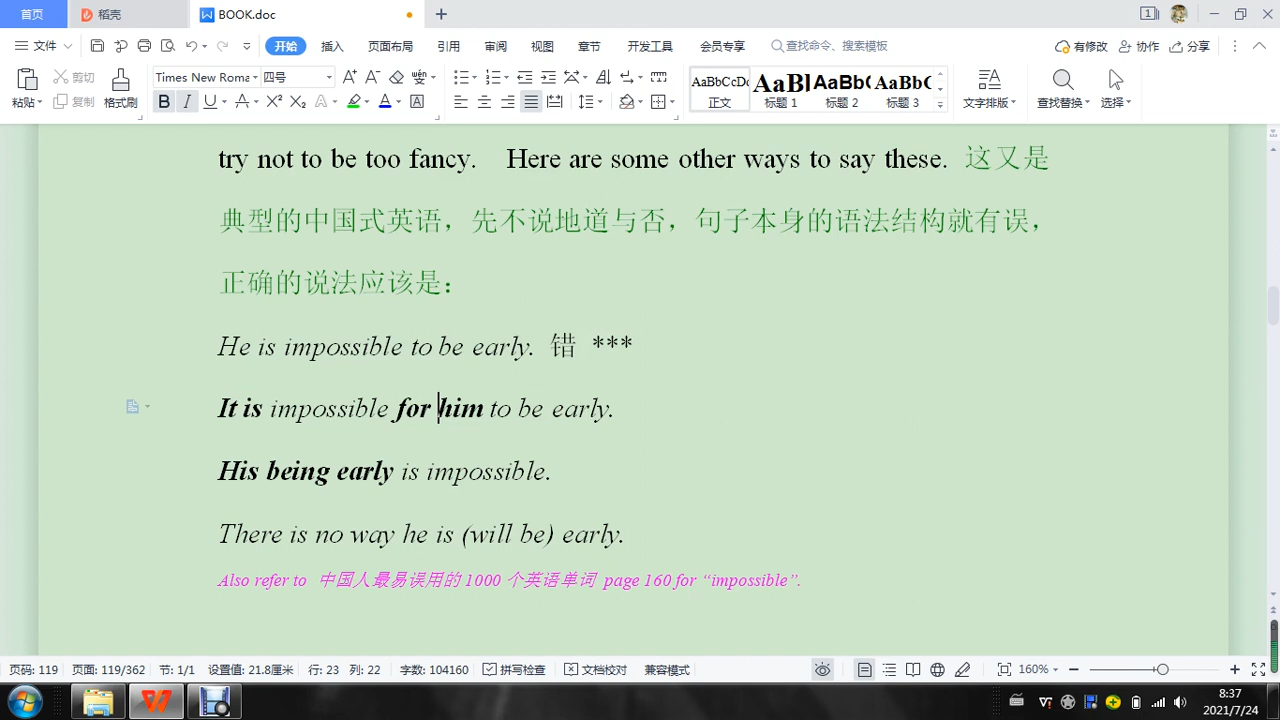 首页 稻壳 BOOK.doc
文件 开始 插入 页面布局 引用 审阅 视图 章节 开发工具 会员专享 查找命令、搜索模板 有修改 协作 分享
粘贴 剪切 复制 格式刷 Times New Roma 四号 AaBbCcDd 正文 AaBl 标题 1 AaBb( 标题 2 AaBb( 标题 3 文字排版 查找替换 选择
try not to be too fancy. Here are some other ways to say these. 这又是
典型的中国式英语，先不说地道与否，句子本身的语法结构就有误，
正确的说法应该是：
He is impossible to be early. 错 ***
It is impossible for him to be early.
His being early is impossible.
There is no way he is (will be) early.
Also refer to 中国人最易误用的 1000 个英语单词 page 160 for “impossible”.
页码: 119 页面: 119/362 节: 1/1 设置值: 21.8厘米 行: 23 列: 22 字数: 104160 拼写检查 文档校对 兼容模式 160%
8:37
2021/7/24